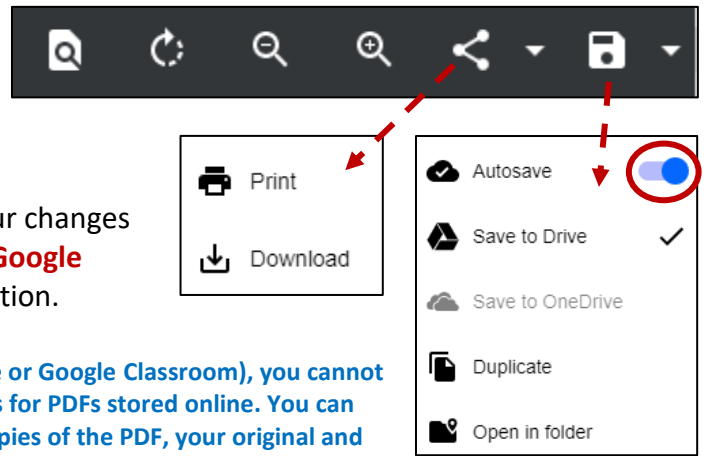 Print
Download
Autosave
Save to Drive
Save to OneDrive
Duplicate
Open in folder
ur changes
Google
tion.
e or Google Classroom), you cannot
s for PDFs stored online. You can
pies of the PDF, your original and